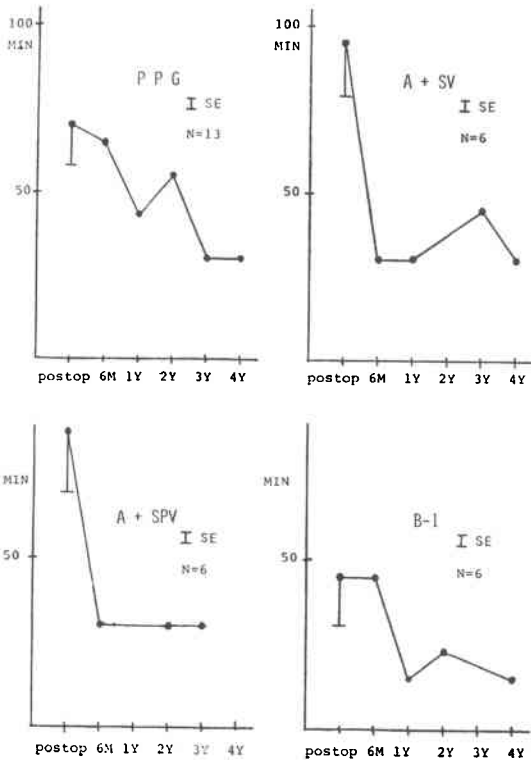 100
MIN
P P G
I SE
N=13
50
postop 6M 1Y 2Y 3Y 4Y
100
MIN
A + SV
I SE
N=6
50
postop 6M 1Y 2Y 3Y 4Y
MIN
A + SPV
I SE
N=6
50
postop 6M 1Y 2Y 3Y 4Y
MIN
B-1
I SE
N=6
50
postop 6M 1Y 2Y 3Y 4Y